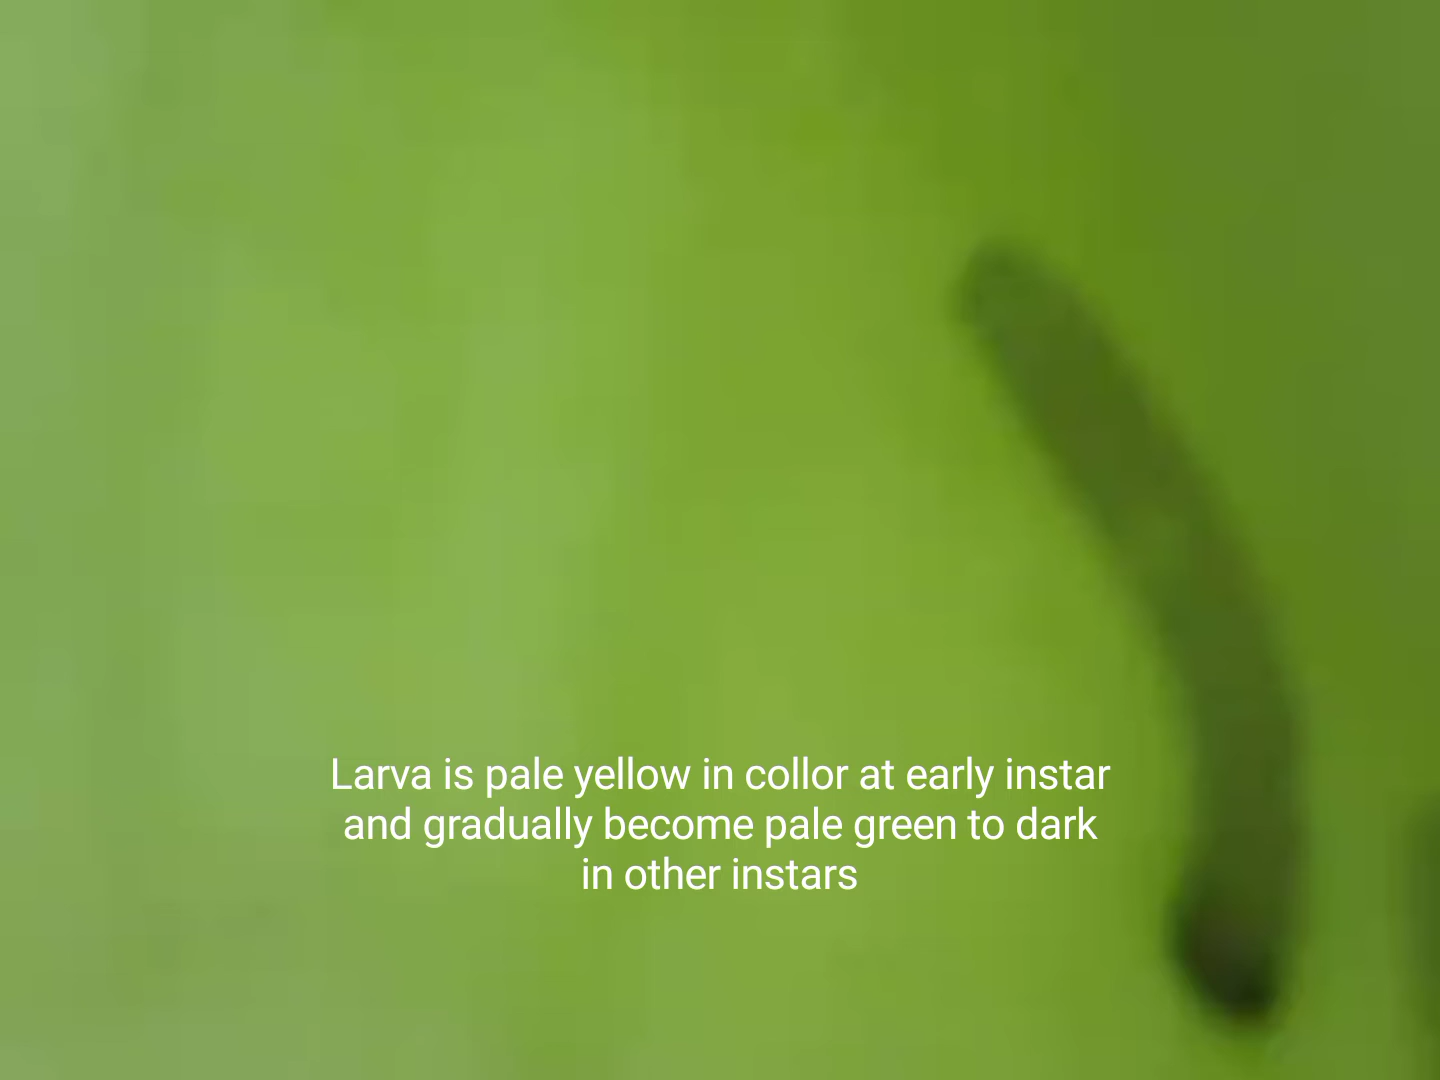 Larva is pale yellow in collor at early instar
and gradually become pale green to dark
in other instars